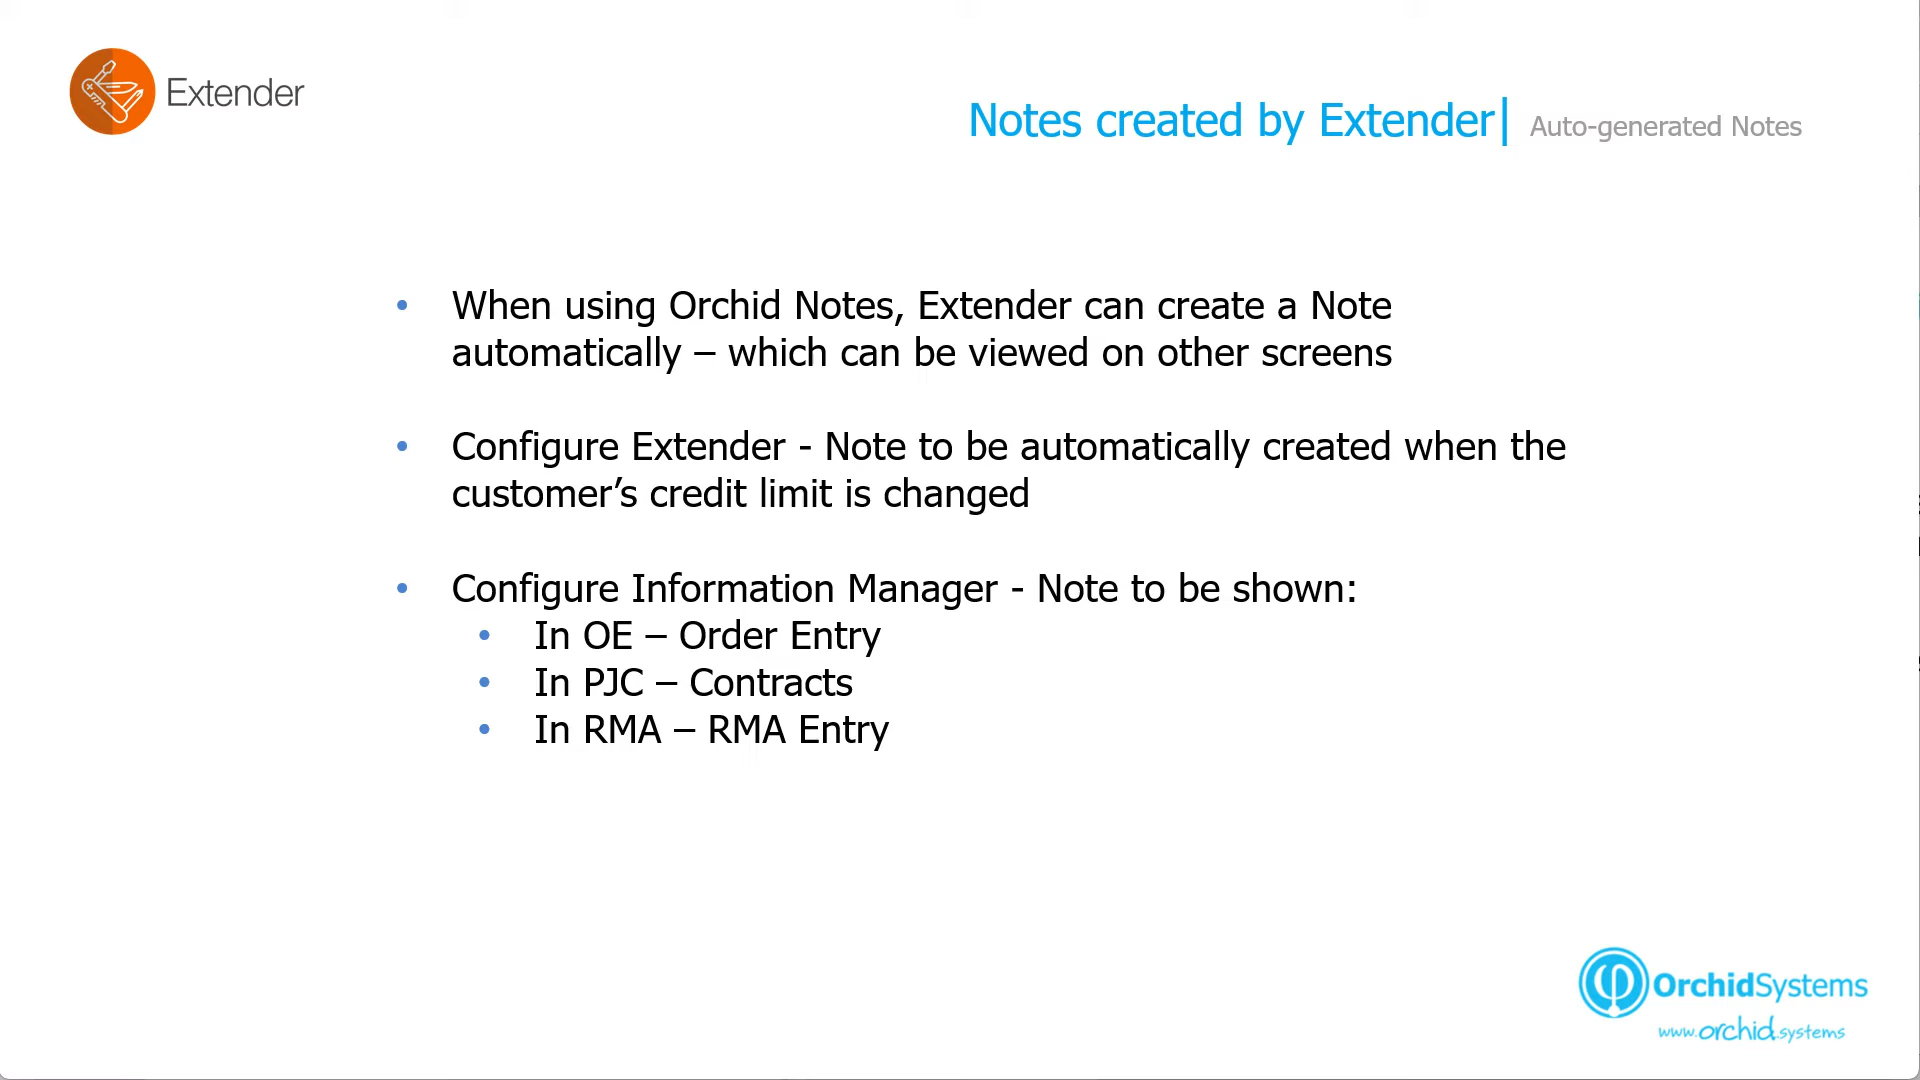 Extender
Notes created by Extender| Auto-generated Notes
• When using Orchid Notes, Extender can create a Note
automatically – which can be viewed on other screens
• Configure Extender - Note to be automatically created when the
customer’s credit limit is changed
• Configure Information Manager - Note to be shown:
• In OE – Order Entry
• In PJC – Contracts
• In RMA – RMA Entry
OrchidSystems
www.orchid.systems